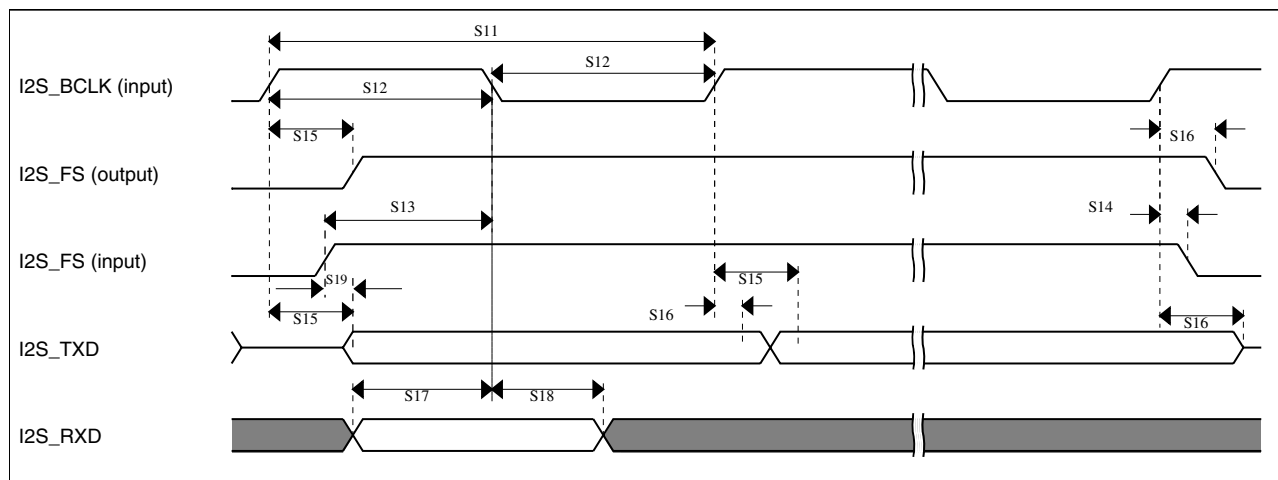 S11
I2S_BCLK (input)
S12
S12
S15
S16
I2S_FS (output)
S13
S14
I2S_FS (input)
S19
S15
S15
S16
S16
I2S_TXD
S17
S18
I2S_RXD